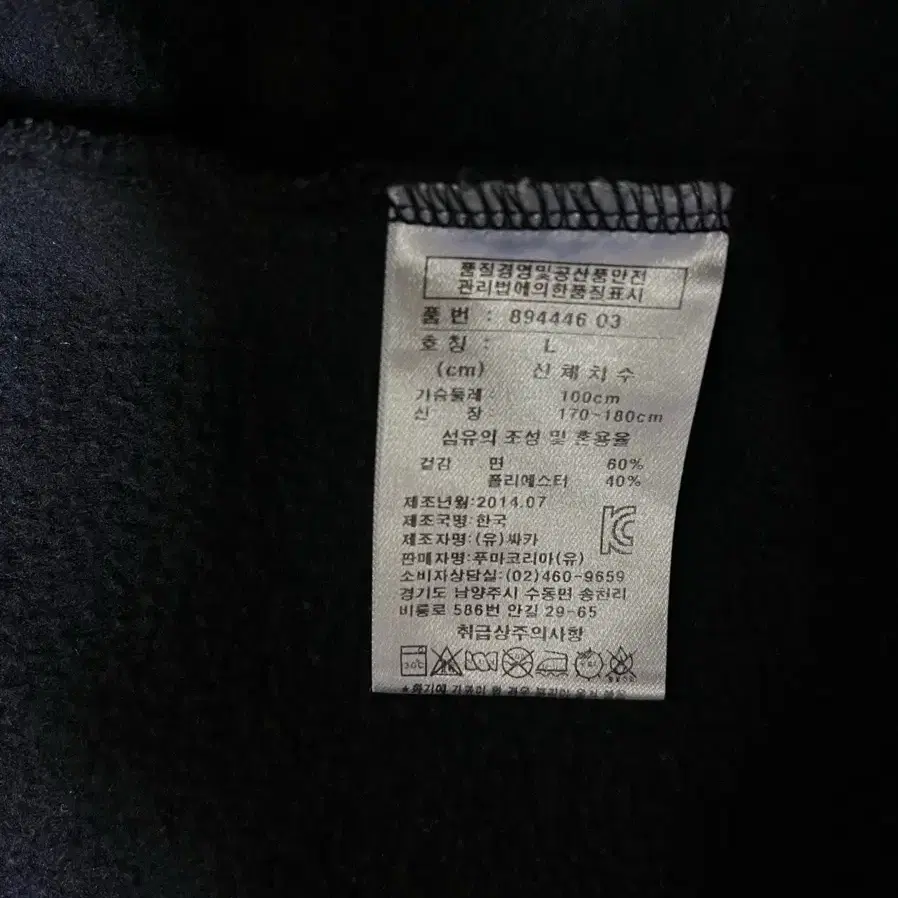 품질경영및공산품안전
관리법에의한품질표시
품 번 : 894446 03
호 칭 : L
(cm) 신 체 치 수
가슴둘레 : 100cm
신 장 : 170~180cm
섬유의 조성 및 혼용율
겉감 면 60%
폴리에스터 40%
제조년월:2014.07
제조국명:한국
제조자명:(유)싸카
판매자명:푸마코리아(유)
소비자상담실:(02)460-9659
경기도 남양주시 수동면 송천리
비룡로 586번 안길 29-65
취급상주의사항
30℃
*화기에